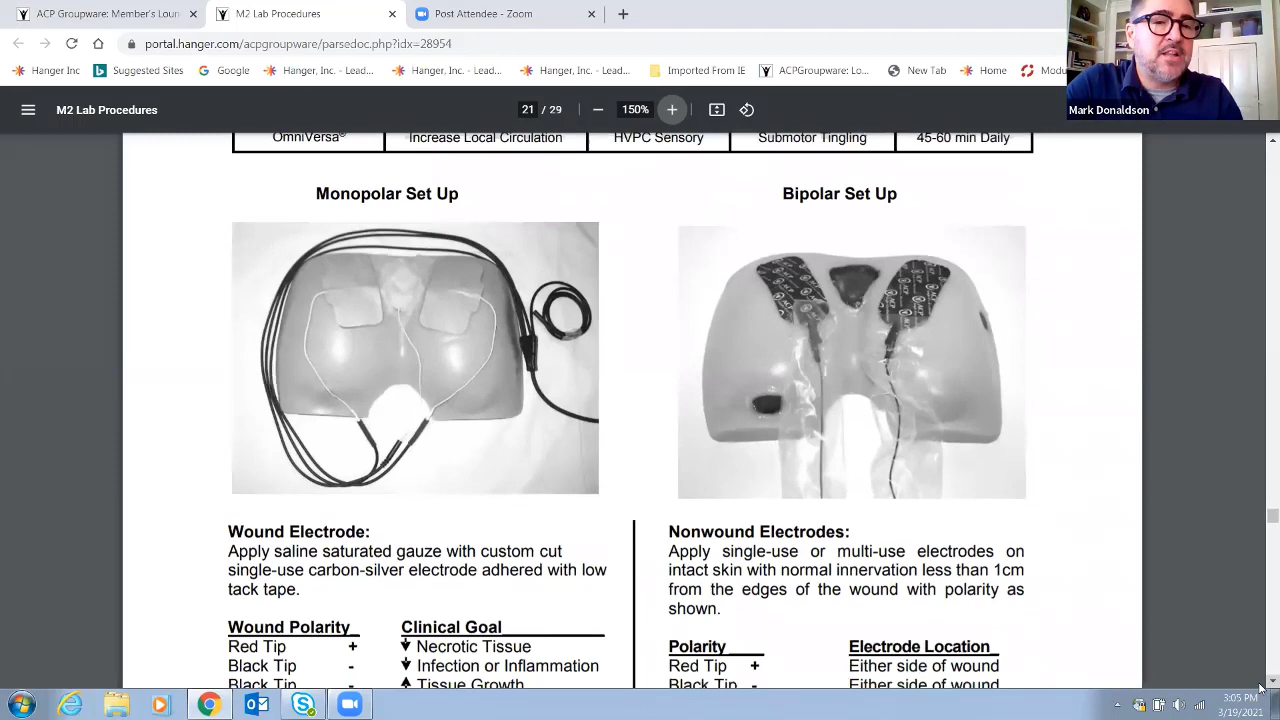 ACP Groupware: Member's Loun
M2 Lab Procedures
Post Attendee - Zoom
portal.hanger.com/acpgroupware/parsedoc.php?idx=28954
Hanger Inc
Suggested Sites
Google
Hanger, Inc. - Lead...
Hanger, Inc. - Lead...
Hanger, Inc. - Lead...
Imported From IE
ACPGroupware: Lo...
New Tab
Home
Modu
Mark Donaldson
M2 Lab Procedures
21 / 29
150%
OmniVersa®
Increase Local Circulation
HVPC Sensory
Submotor Tingling
45-60 min Daily
Monopolar Set Up
Bipolar Set Up
Wound Electrode:
Apply saline saturated gauze with custom cut
single-use carbon-silver electrode adhered with low
tack tape.
Wound Polarity
Clinical Goal
Red Tip +
Necrotic Tissue
Black Tip -
Infection or Inflammation
Black Tip -
Tissue Growth
Nonwound Electrodes:
Apply single-use or multi-use electrodes on
intact skin with normal innervation less than 1cm
from the edges of the wound with polarity as
shown.
Polarity
Electrode Location
Red Tip +
Either side of wound
Black Tip -
Either side of wound
3:05 PM
3/19/2021